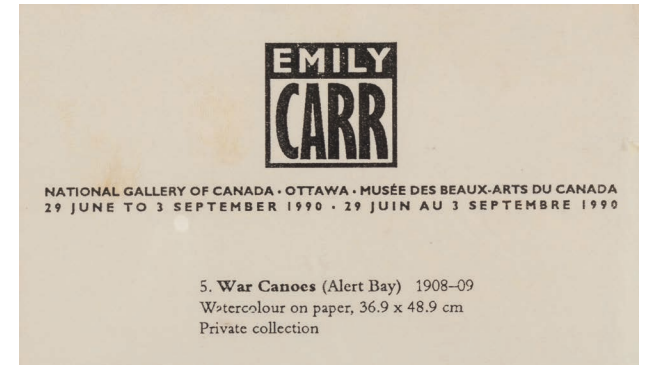 EMILY
CARR
NATIONAL GALLERY OF CANADA • OTTAWA • MUSÉE DES BEAUX-ARTS DU CANADA
29 JUNE TO 3 SEPTEMBER 1990 • 29 JUIN AU 3 SEPTEMBRE 1990
5. War Canoes (Alert Bay) 1908–09
Watercolour on paper, 36.9 x 48.9 cm
Private collection